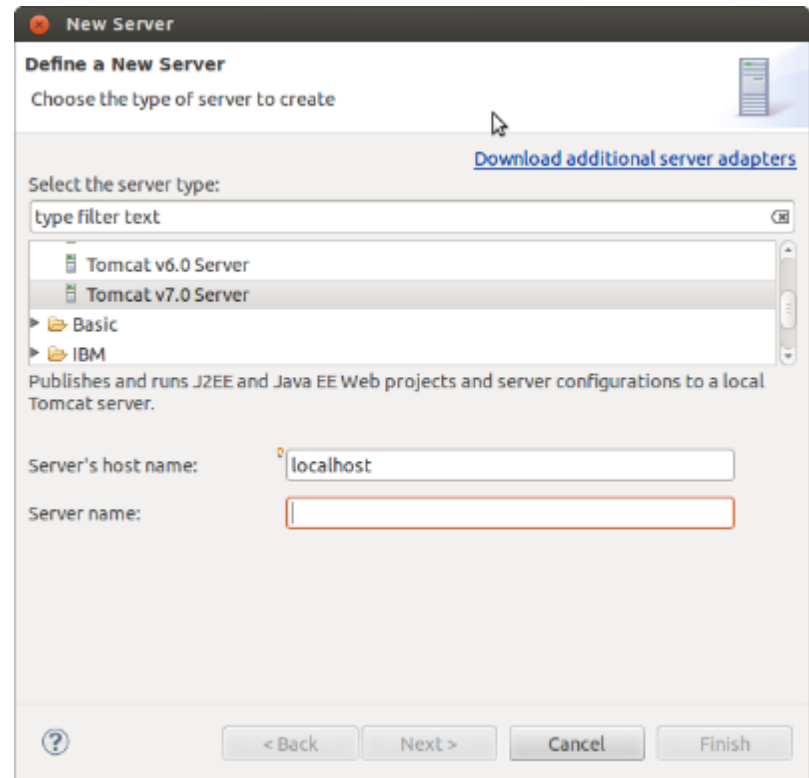 New Server
Define a New Server
Choose the type of server to create
Download additional server adapters
Select the server type:
type filter text
Tomcat v6.0 Server
Tomcat v7.0 Server
Basic
IBM
Publishes and runs J2EE and Java EE Web projects and server configurations to a local
Tomcat server.
Server's host name:
localhost
Server name:
< Back
Next >
Cancel
Finish